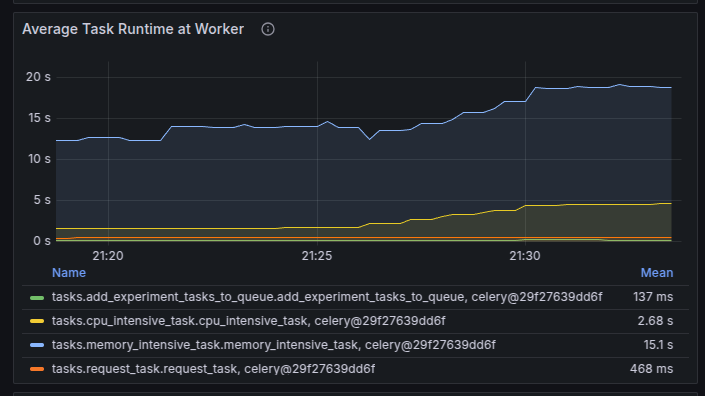 Average Task Runtime at Worker
20 s
15 s
10 s
5 s
0 s
21:20 21:25 21:30
Name Mean
tasks.add_experiment_tasks_to_queue.add_experiment_tasks_to_queue, celery@29f27639dd6f 137 ms
tasks.cpu_intensive_task.cpu_intensive_task, celery@29f27639dd6f 2.68 s
tasks.memory_intensive_task.memory_intensive_task, celery@29f27639dd6f 15.1 s
tasks.request_task.request_task, celery@29f27639dd6f 468 ms